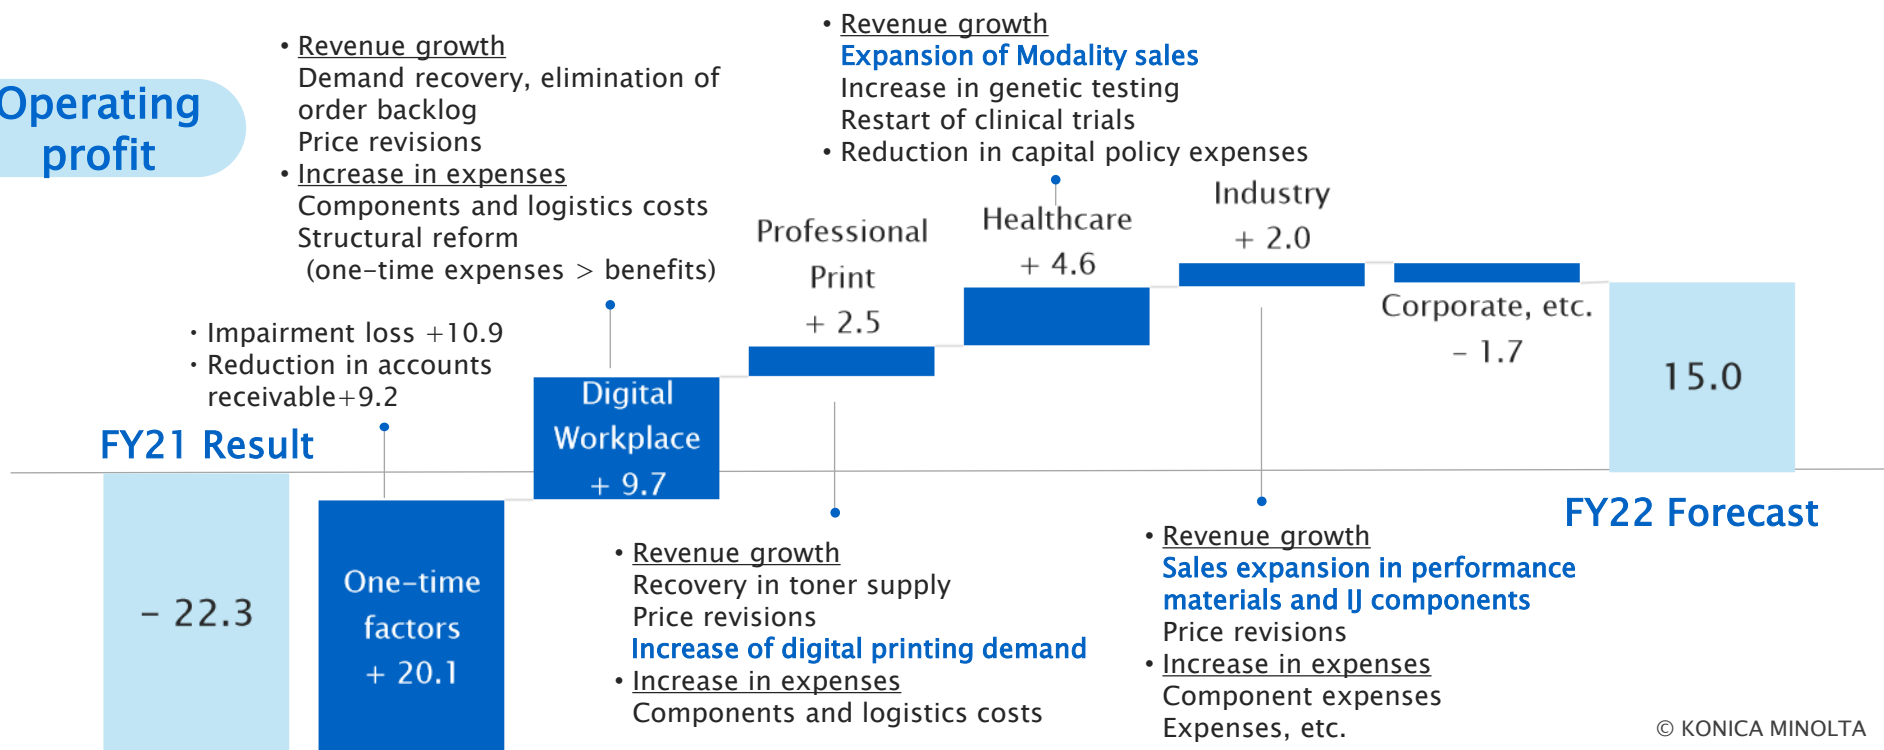 Operating
profit
• Revenue growth
Demand recovery, elimination of
order backlog
Price revisions
• Increase in expenses
Components and logistics costs
Structural reform
(one-time expenses > benefits)
• Revenue growth
Expansion of Modality sales
Increase in genetic testing
Restart of clinical trials
• Reduction in capital policy expenses
・Impairment loss +10.9
・Reduction in accounts
receivable+9.2
FY21 Result
- 22.3
One-time
factors
+ 20.1
Digital
Workplace
+ 9.7
Professional
Print
+ 2.5
Healthcare
+ 4.6
Industry
+ 2.0
Corporate, etc.
- 1.7
15.0
FY22 Forecast
• Revenue growth
Recovery in toner supply
Price revisions
Increase of digital printing demand
• Increase in expenses
Components and logistics costs
• Revenue growth
Sales expansion in performance
materials and IJ components
Price revisions
• Increase in expenses
Component expenses
Expenses, etc.
© KONICA MINOLTA